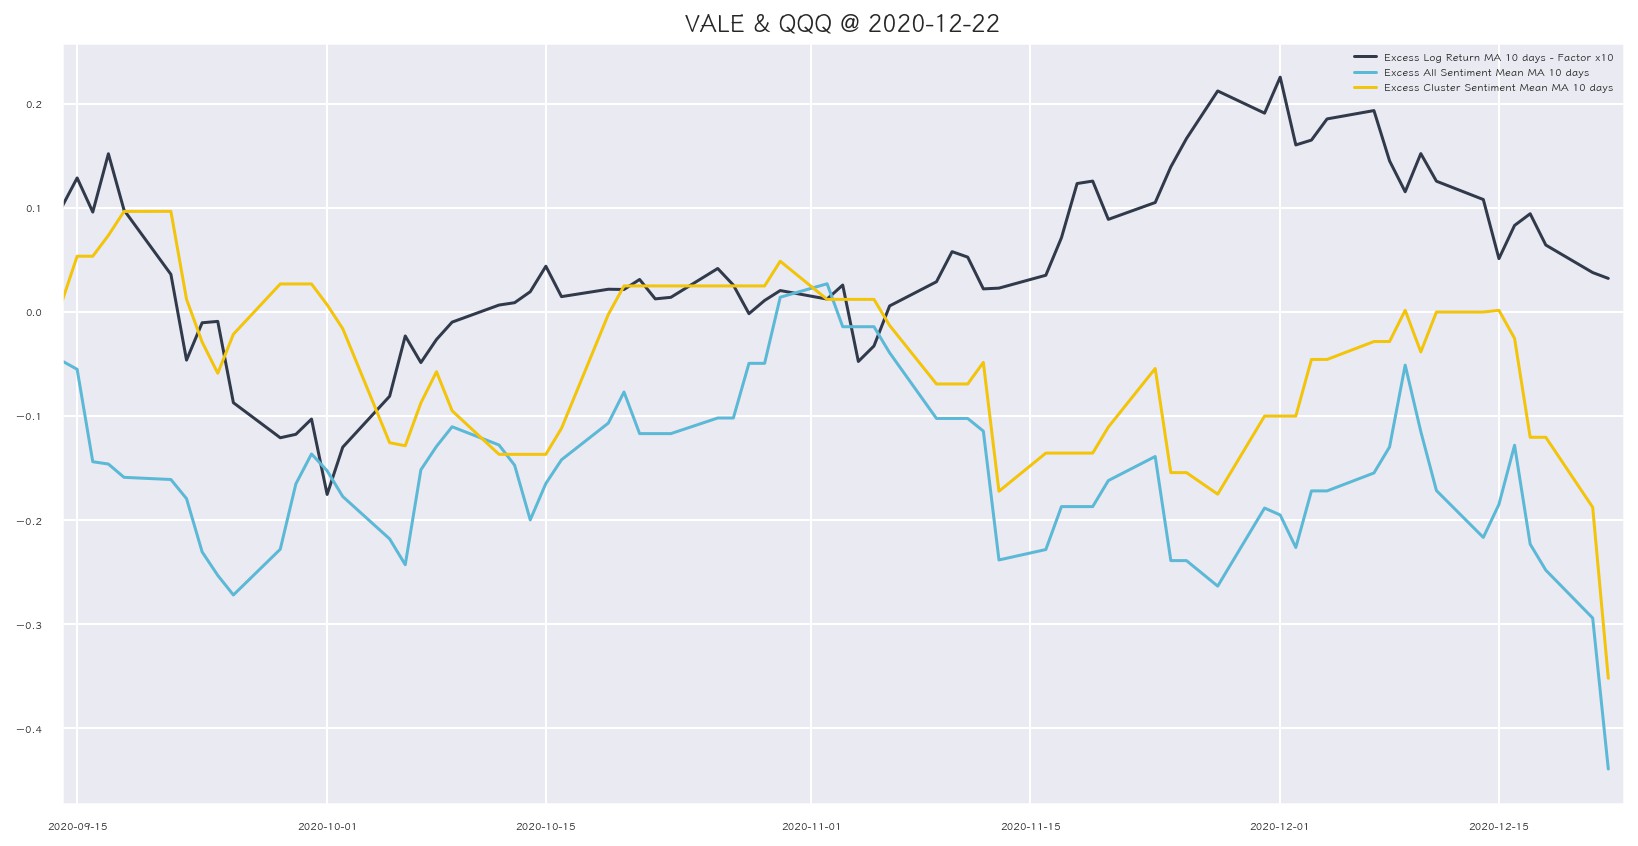 VALE & QQQ @ 2020-12-22
Excess Log Return MA 10 days - Factor x10
Excess All Sentiment Mean MA 10 days
Excess Cluster Sentiment Mean MA 10 days
0.2
0.1
0.0
−0.1
−0.2
−0.3
−0.4
2020-09-15 2020-10-01 2020-10-15 2020-11-01 2020-11-15 2020-12-01 2020-12-15